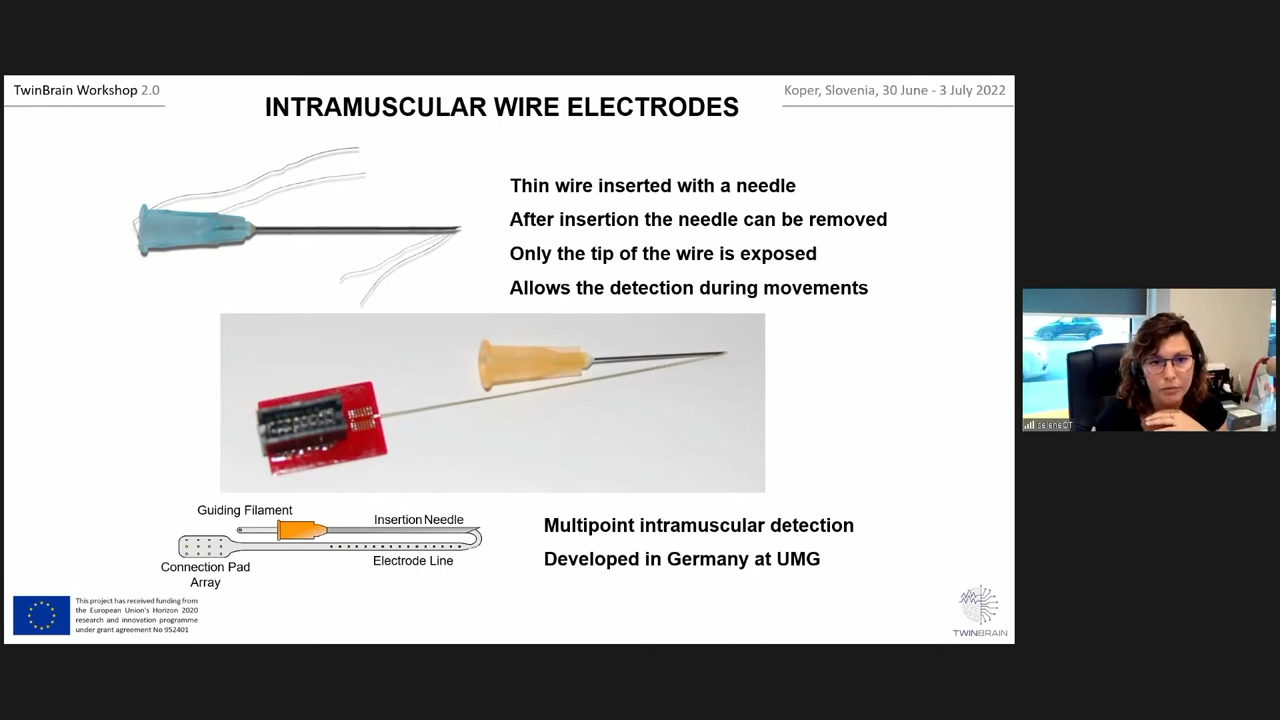 TwinBrain Workshop 2.0
Koper, Slovenia, 30 June - 3 July 2022
INTRAMUSCULAR WIRE ELECTRODES
Thin wire inserted with a needle
After insertion the needle can be removed
Only the tip of the wire is exposed
Allows the detection during movements
Guiding Filament
Insertion Needle
Connection Pad
Array
Electrode Line
Multipoint intramuscular detection
Developed in Germany at UMG
This project has received funding from
the European Union's Horizon 2020
research and innovation programme
under grant agreement No 952401
TWINBRAIN
seleneCT